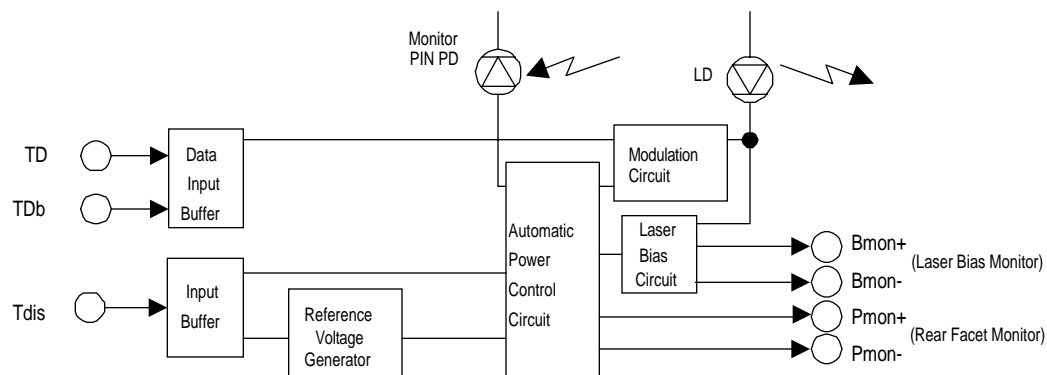 Monitor
PIN PD
LD
TD
TDb
Data
Input
Buffer
Modulation
Circuit
Automatic
Power
Control
Circuit
Laser
Bias
Circuit
Bmon+
Bmon-
(Laser Bias Monitor)
Tdis
Input
Buffer
Reference
Voltage
Generator
Pmon+
Pmon-
(Rear Facet Monitor)